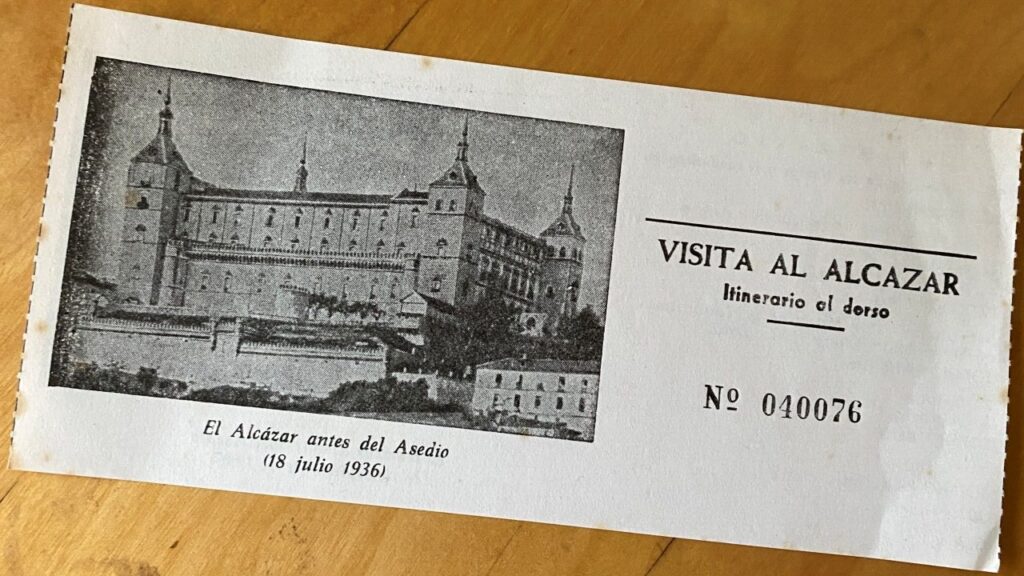 El Alcázar antes del Asedio
(18 julio 1936)
VISITA AL ALCAZAR
Itinerario al dorso
Nº 040076